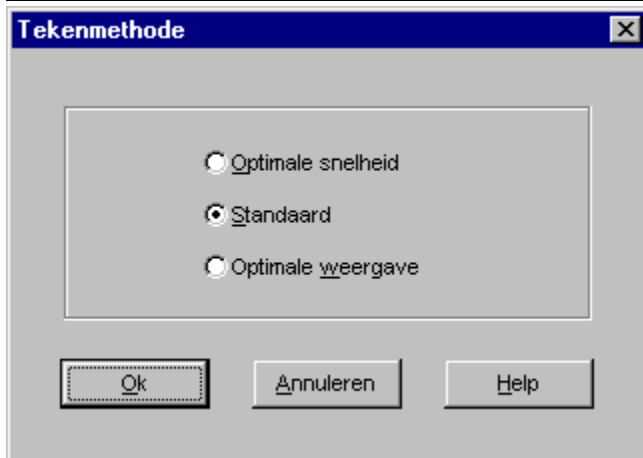 Tekenmethode
Optimale snelheid
Standaard
Optimale weergave
Ok Annuleren Help